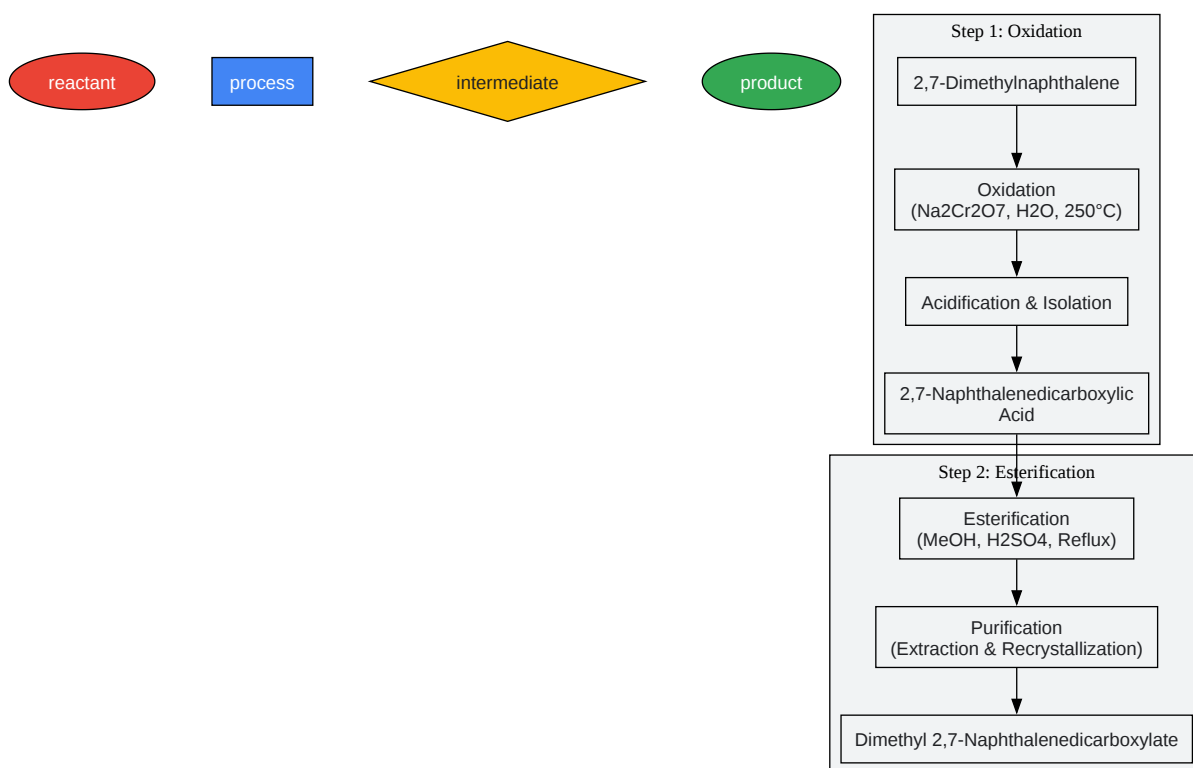 reactant
process
intermediate
product
Step 1: Oxidation
2,7-Dimethylnaphthalene
Oxidation
(Na2Cr2O7, H2O, 250°C)
Acidification & Isolation
2,7-Naphthalenedicarboxylic
Acid
Step 2: Esterification
Esterification
(MeOH, H2SO4, Reflux)
Purification
(Extraction & Recrystallization)
Dimethyl 2,7-Naphthalenedicarboxylate